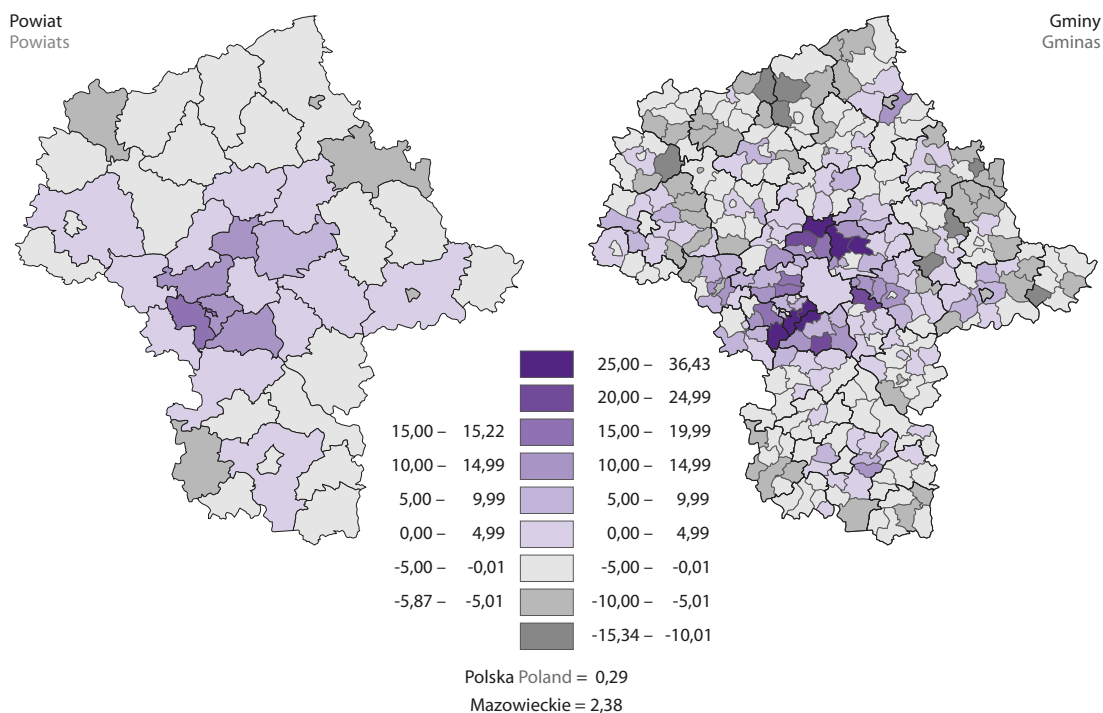 Powiat
Powiats
Gminy
Gminas
25,00 – 36,43
20,00 – 24,99
15,00 – 15,22 15,00 – 19,99
10,00 – 14,99 10,00 – 14,99
5,00 – 9,99 5,00 – 9,99
0,00 – 4,99 0,00 – 4,99
-5,00 – -0,01 -5,00 – -0,01
-5,87 – -5,01 -10,00 – -5,01
-15,34 – -10,01
Polska Poland = 0,29
Mazowieckie = 2,38